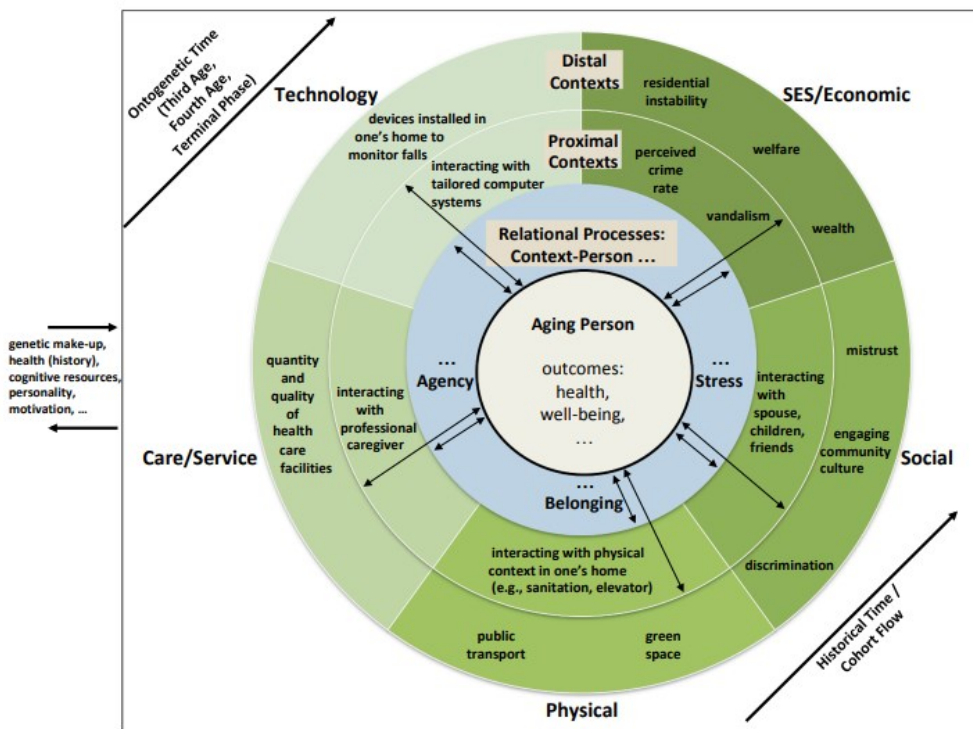 Ontogenetic Time
(Third Age,
Fourth Age,
Terminal Phase)
Technology
Distal
Contexts
SES/Economic
residential
instability
devices installed in
one's home to
monitor falls
Proximal
Contexts
welfare
perceived
crime
rate
interacting with
tailored computer
systems
vandalism
wealth
Relational Processes:
Context-Person ...
Aging Person
outcomes:
health,
well-being,
...
...
Agency
...
Stress
...
Belonging
genetic make-up,
health (history),
cognitive resources,
personality,
motivation, ...
quantity
and
quality
of
health
care
facilities
interacting
with
professional
caregiver
Care/Service
mistrust
interacting
with
spouse,
children,
friends
engaging
community
culture
Social
discrimination
interacting with physical
context in one's home
(e.g., sanitation, elevator)
public
transport
green
space
Physical
Historical Time /
Cohort Flow